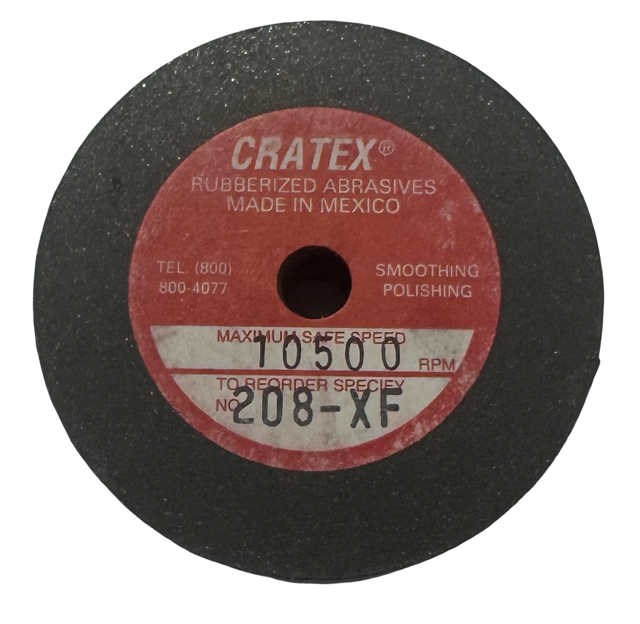 CRATEX®
RUBBERIZED ABRASIVES
MADE IN MEXICO
TEL. (800)
800-4077
SMOOTHING
POLISHING
MAXIMUM SAFE SPEED
10500 RPM
TO REORDER SPECIFY
NO 208-XF